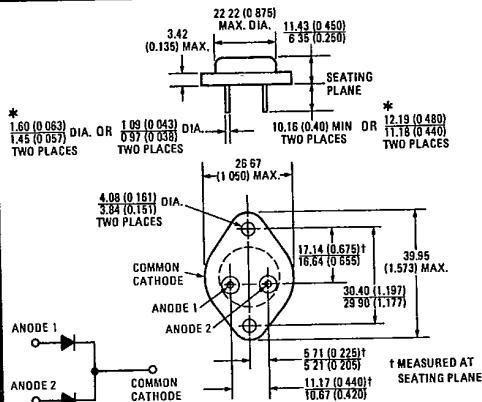 22 22 (0 875)
MAX. DIA.
11.43 (0 450)
6 35 (0.250)
3.42
(0.135) MAX.
SEATING
PLANE
*
1.60 (0 063)
1.45 (0 057)
DIA. OR
1 09 (0 043)
0 97 (0 038)
DIA.
TWO PLACES
TWO PLACES
10.16 (0.40) MIN OR
TWO PLACES
*
12.19 (0 480)
11.18 (0 440)
TWO PLACES
26 67
(1 050) MAX.
4.08 (0 161)
3.84 (0.151)
DIA.
TWO PLACES
17.14 (0.675)†
16,64 (0 655)
39.95
(1.573) MAX.
COMMON
CATHODE
30.40 (1.197)
29 90 (1.177)
ANODE 1
ANODE 2
5 71 (0 225)†
5 21 (0 205)
11.17 (0 440)†
10.67 (0.420)
† MEASURED AT
SEATING PLANE
ANODE 1
ANODE 2
COMMON
CATHODE